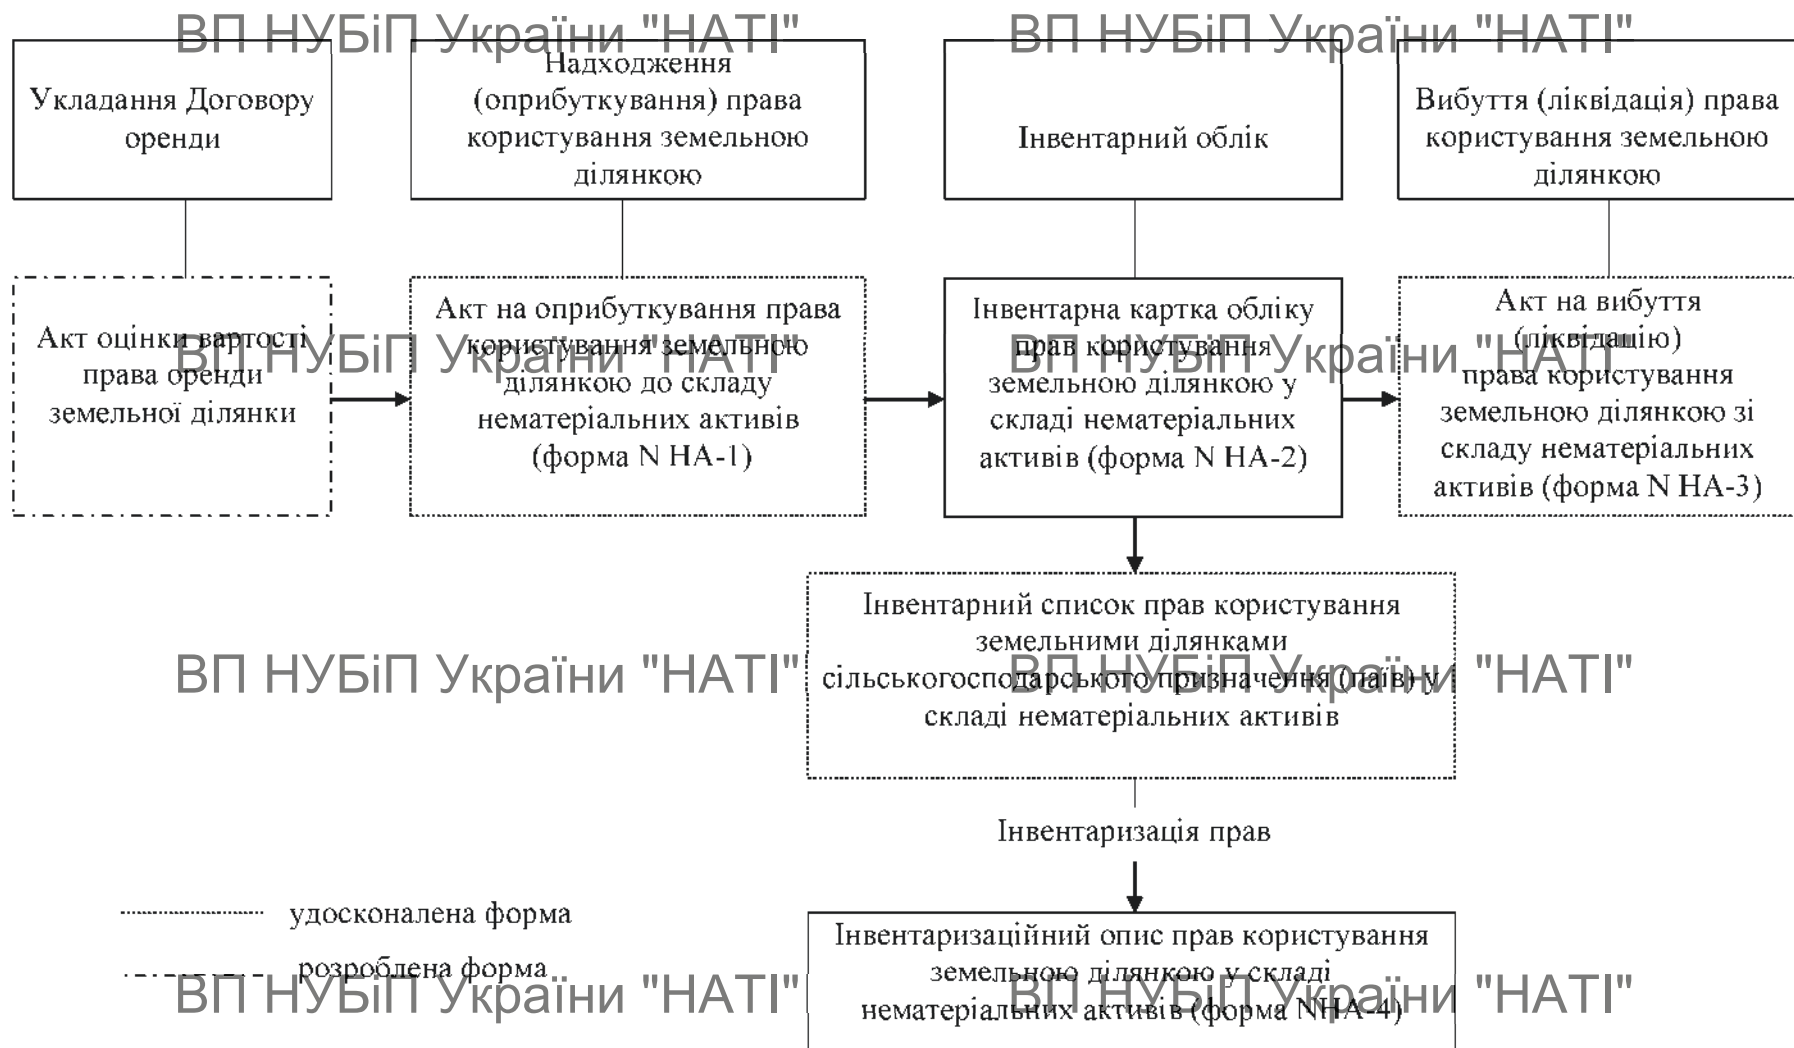 ВП НУБіП України "НАТІ"
ВП НУБіП України "НАТІ"
Укладання Договору
оренди
Надходження
(оприбуткування) права
користування земельною
ділянкою
Інвентарний облік
Вибуття (ліквідація) права
користування земельною
ділянкою
Акт оцінки вартості
права оренди
земельної ділянки
Акт на оприбуткування права
користування земельною
ділянкою до складу
нематеріальних активів
(форма N НА-1)
Інвентарна картка обліку
прав користування
земельною ділянкою у
складі нематеріальних
активів (форма N НА-2)
Акт на вибуття
(ліквідацію)
права користування
земельною ділянкою зі
складу нематеріальних
активів (форма N НА-3)
ВП НУБіП України "НАТІ"
ВП НУБіП України "НАТІ"
Інвентарний список прав користування
земельними ділянками
сільськогосподарського призначення (паїв) у
складі нематеріальних активів
ВП НУБіП України "НАТІ"
ВП НУБіП України "НАТІ"
Інвентаризація прав
удосконалена форма
розроблена форма
Інвентаризаційний опис прав користування
земельною ділянкою у складі
нематеріальних активів (форма NНА-4)
ВП НУБіП України "НАТІ"
ВП НУБіП України "НАТІ"